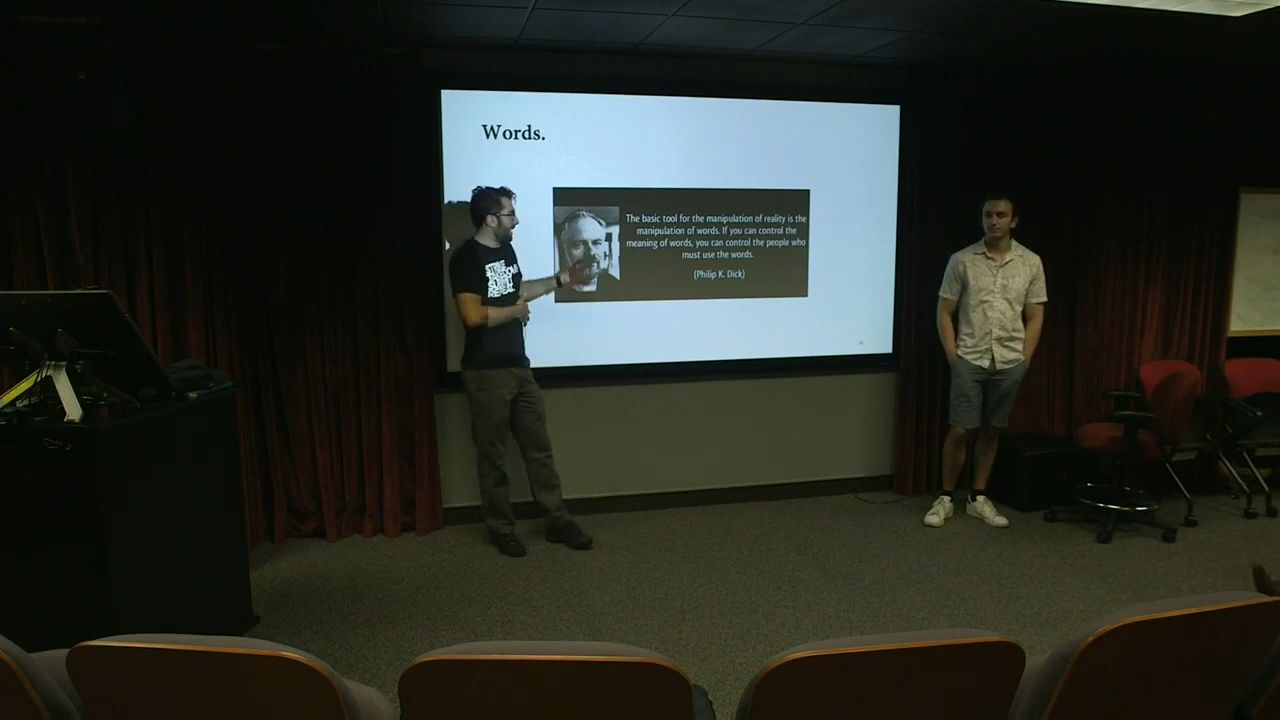 Words.
The basic tool for the manipulation of reality is the
manipulation of words. If you can control the
meaning of words, you can control the people who
must use the words.
(Philip K. Dick)
REPEAL